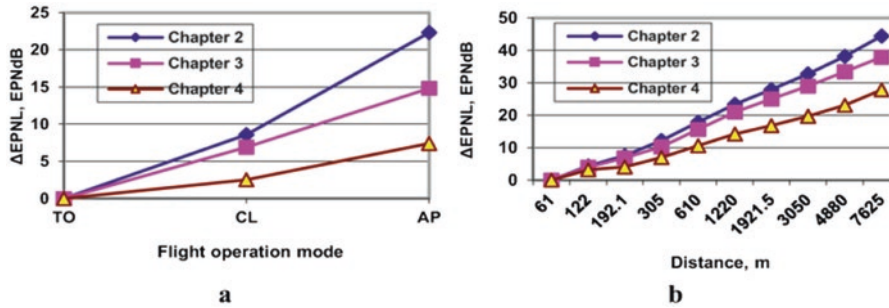 25
20
15
10
5
0
ΔEPNL, EPNdB
Chapter 2
Chapter 3
Chapter 4
TO CL AP
Flight operation mode
a
50
40
30
20
10
0
ΔEPNL, EPNdB
Chapter 2
Chapter 3
Chapter 4
61 122 192.1 305 610 1220 1921.5 3050 4880 7625
Distance, m
b